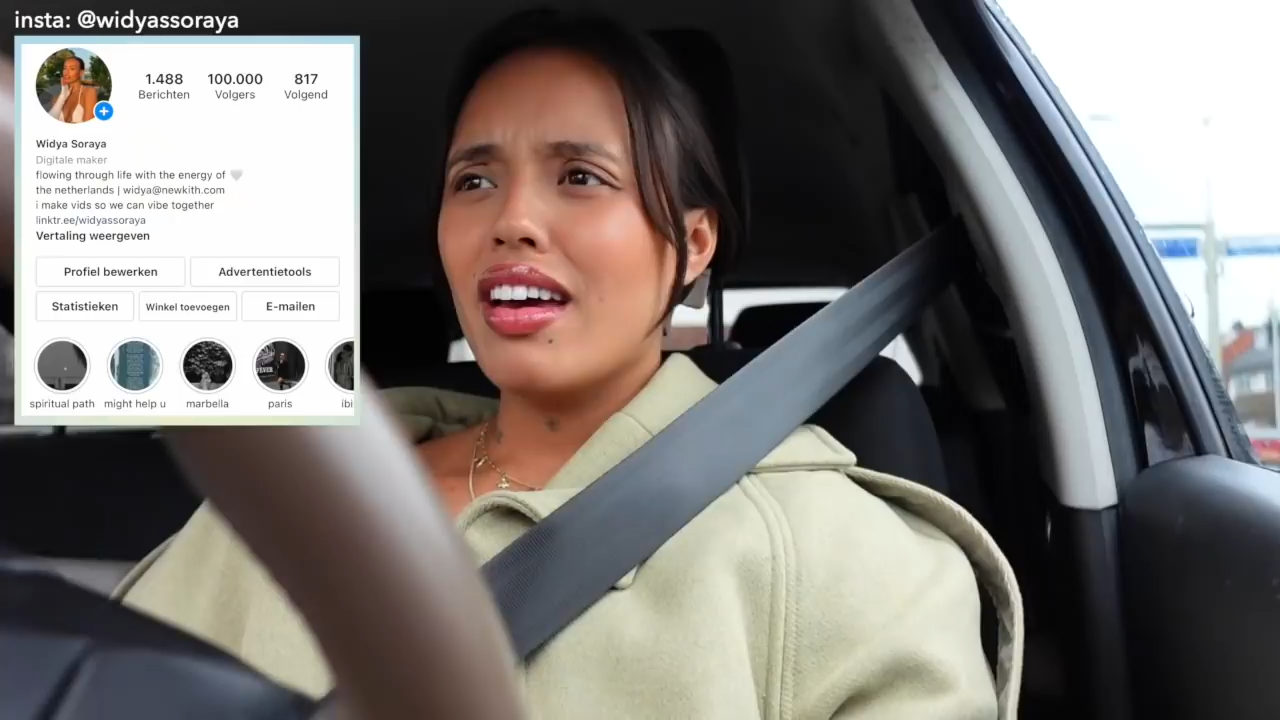 insta: @widyassoraya
1.488 100.000 817
Berichten Volgers Volgend
Widya Soraya
Digitale maker
flowing through life with the energy of 🤍
the netherlands | widya@newkith.com
i make vids so we can vibe together
linktr.ee/widyassoraya
Vertaling weergeven
Profiel bewerken Advertentietools
Statistieken Winkel toevoegen E-mailen
FEVER
spiritual path might help u marbella paris ibi